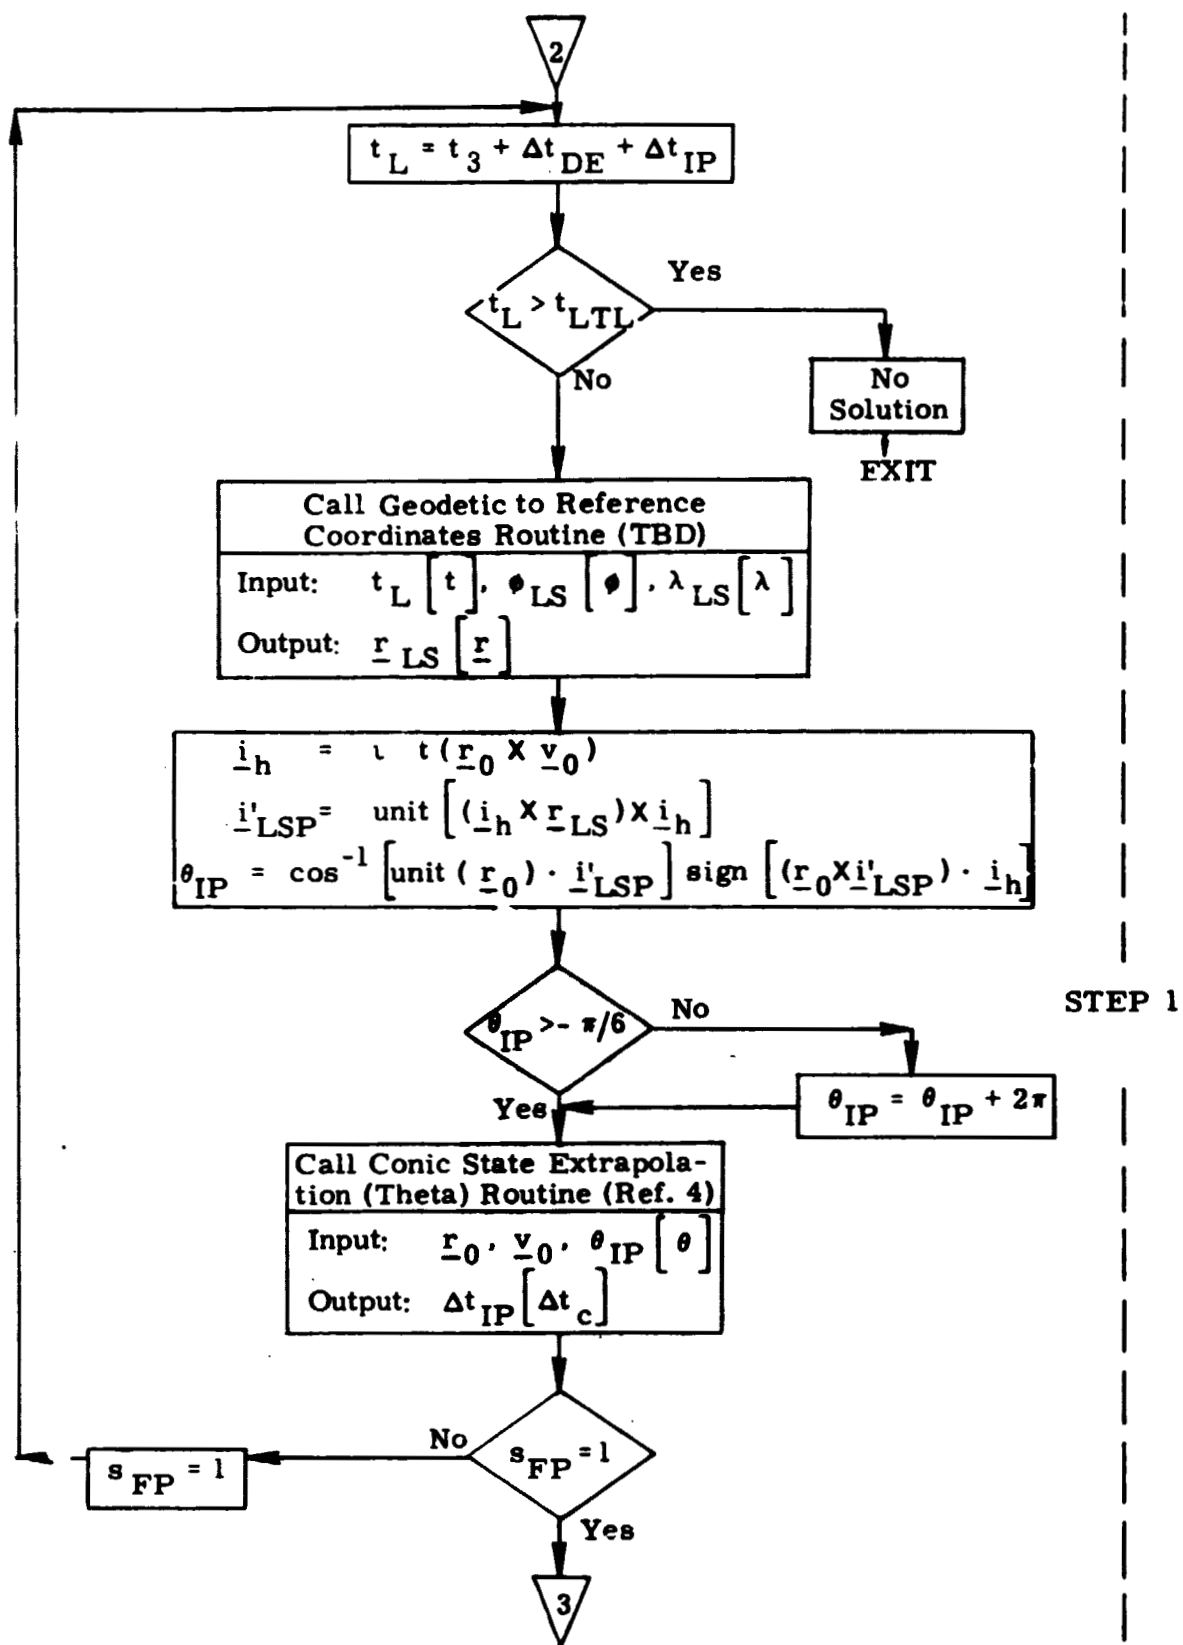 2
t_L = t_3 + Δt_DE + Δt_IP
t_L > t_LTL
Yes
No
No
Solution
EXIT
Call Geodetic to Reference
Coordinates Routine (TBD)
Input: t_L [t], φ_LS [φ], λ_LS [λ]
Output: r_LS [r]
i_h = t (r_0 X v_0)
i'_LSP = unit [(i_h X r_LS) X i_h]
θ_IP = cos^-1 [unit (r_0) · i'_LSP] sign [(r_0 X i'_LSP) · i_h]
θ_IP > - π/6
No
STEP 1
θ_IP = θ_IP + 2π
Yes
Call Conic State Extrapola-
tion (Theta) Routine (Ref. 4)
Input: r_0, v_0, θ_IP [θ]
Output: Δt_IP [Δt_c]
No
s_FP = 1
s_FP = 1
Yes
3